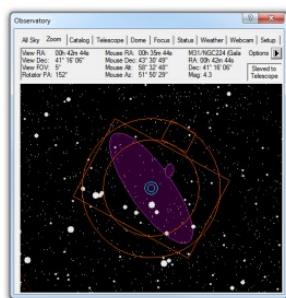 Observatory
All Sky Zoom Catalog Telescope Dome Focus Status Weather Webcam Setup
View RA: 00h 42m 44s Mouse RA: 00h 35m 44s M31/NGC224 (Gala Options
View Dec: 41° 16' 06" Mouse Dec: 43° 30' 49" RA: 00h 42m 44s
View FOV: 5° Mouse Alt: 58° 32' 48" Dec: 41° 16' 06"
Rotator PA: 152° Mouse Az: 51° 50' 29" Mag: 4.3
Slaved to
Telescope